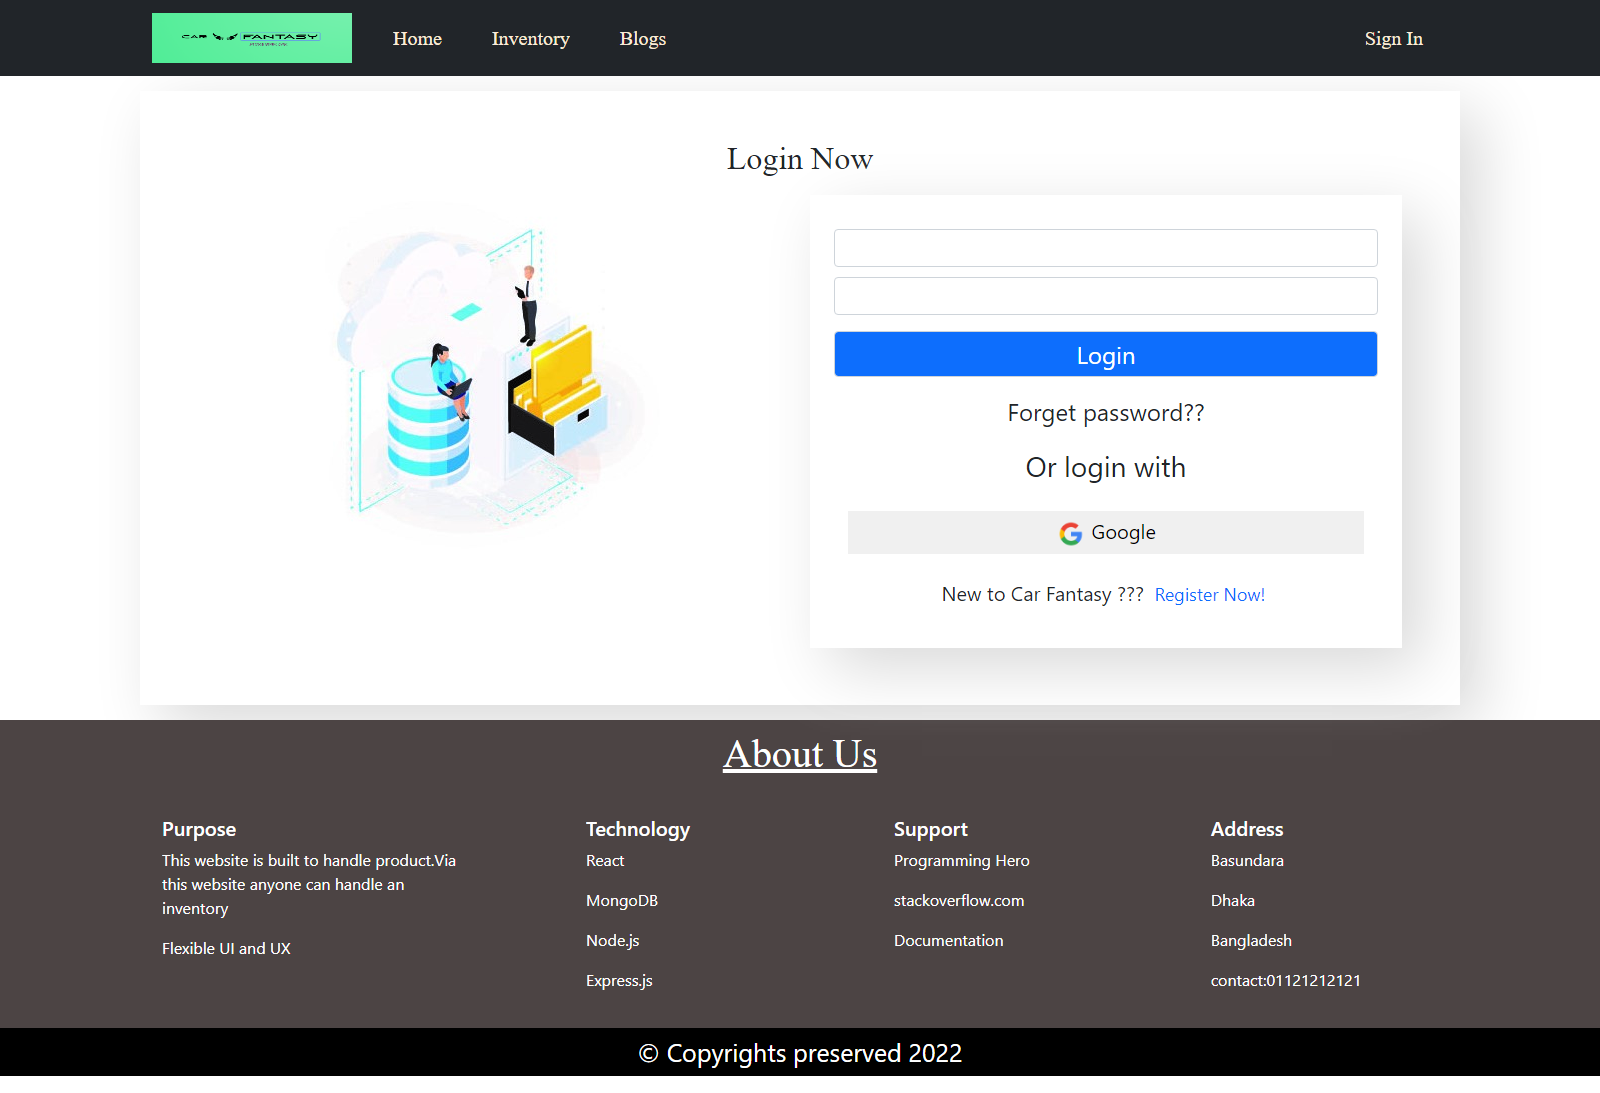 CAR FANTASY
Home
Inventory
Blogs
Sign In
Login Now
Login
Forget password??
Or login with
Google
New to Car Fantasy ??? Register Now!
About Us
Purpose
This website is built to handle product.Via
this website anyone can handle an
inventory
Flexible UI and UX
Technology
React
MongoDB
Node.js
Express.js
Support
Programming Hero
stackoverflow.com
Documentation
Address
Basundara
Dhaka
Bangladesh
contact:01121212121
© Copyrights preserved 2022